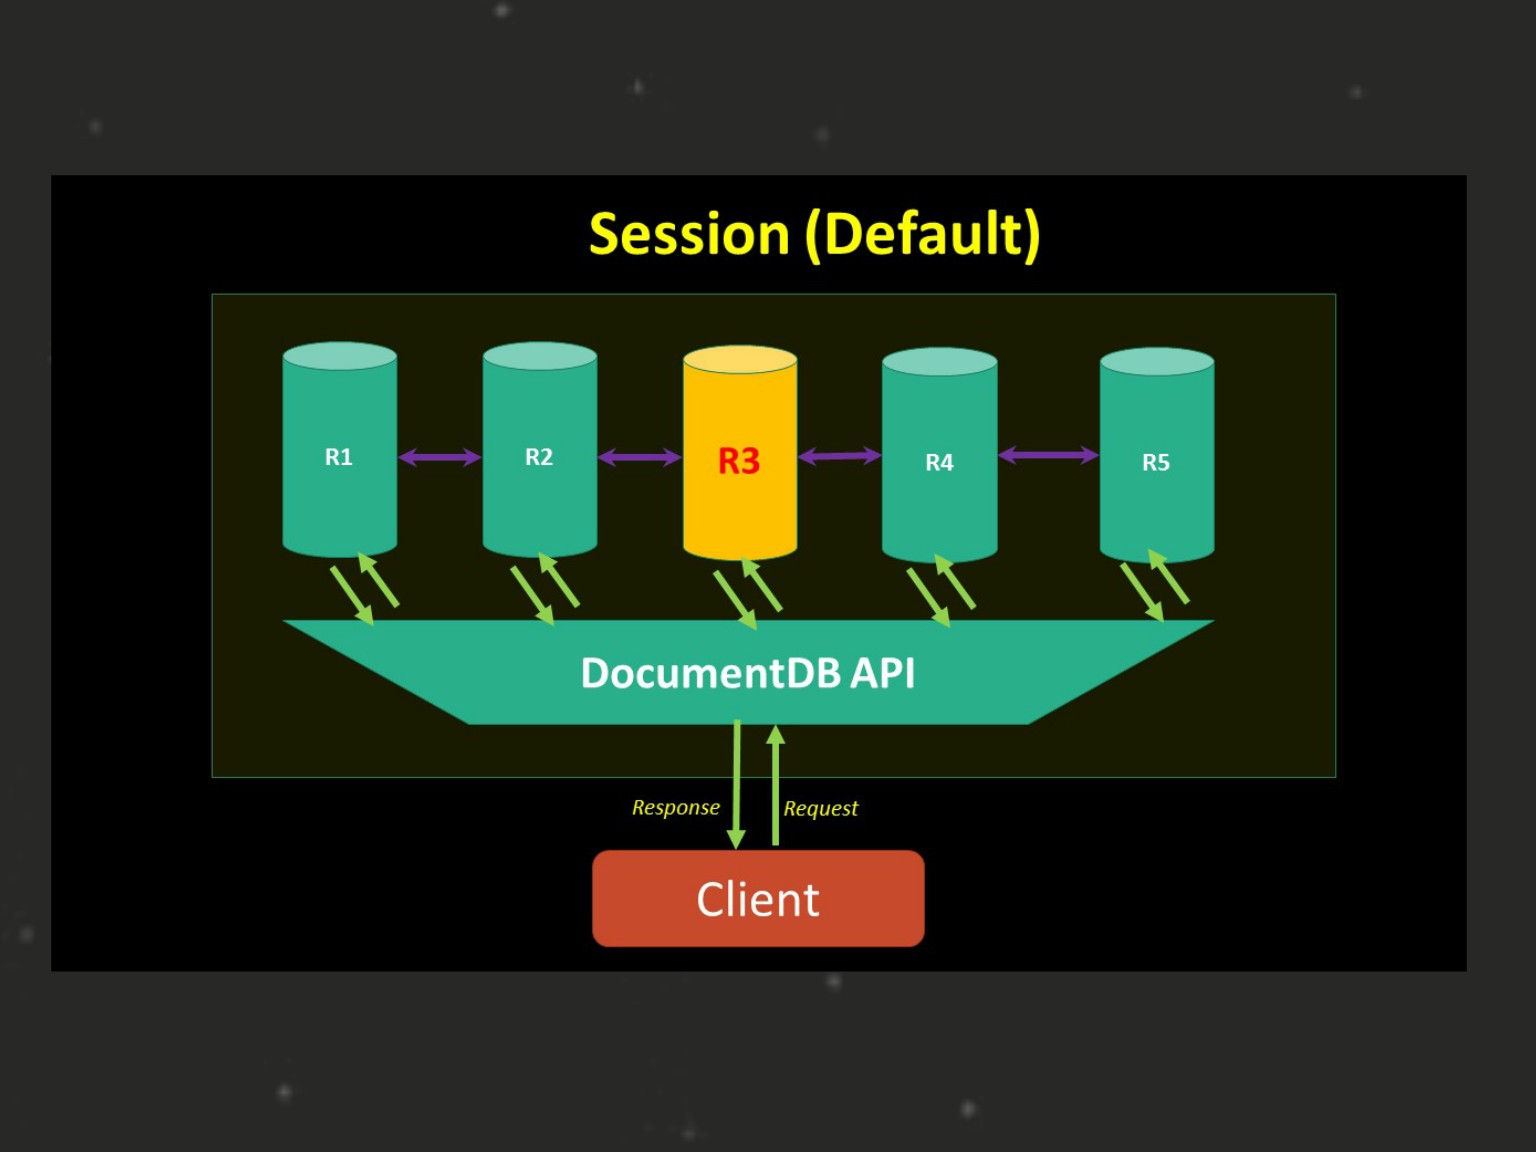 Session (Default)
R1
R2
R3
R4
R5
DocumentDB API
Response
Request
Client